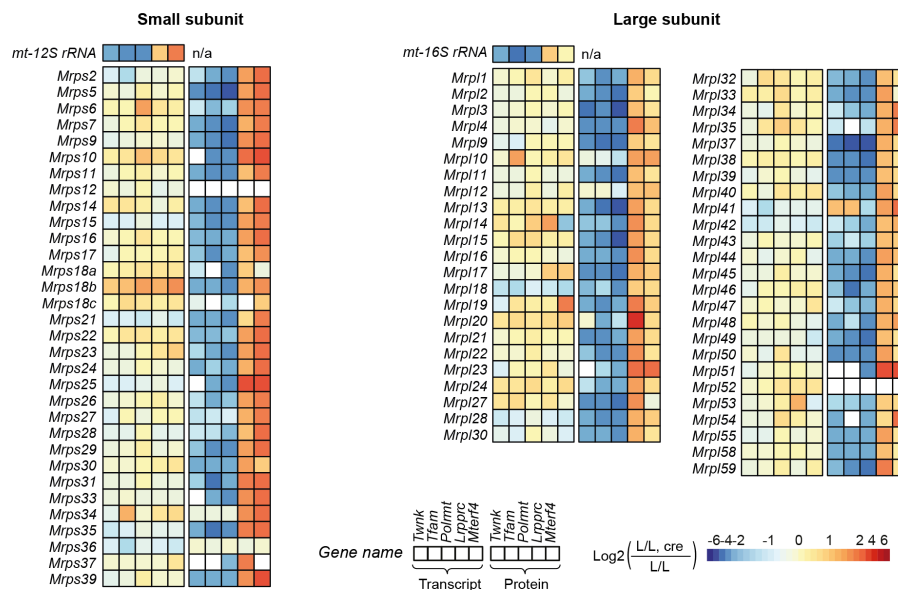 Small subunit
mt-12S rRNA n/a
Mrps2
Mrps5
Mrps6
Mrps7
Mrps9
Mrps10
Mrps11
Mrps12
Mrps14
Mrps15
Mrps16
Mrps17
Mrps18a
Mrps18b
Mrps18c
Mrps21
Mrps22
Mrps23
Mrps24
Mrps25
Mrps26
Mrps27
Mrps28
Mrps29
Mrps30
Mrps31
Mrps33
Mrps34
Mrps35
Mrps36
Mrps37
Mrps39
Large subunit
mt-16S rRNA n/a
Mrpl1
Mrpl2
Mrpl3
Mrpl4
Mrpl9
Mrpl10
Mrpl11
Mrpl12
Mrpl13
Mrpl14
Mrpl15
Mrpl16
Mrpl17
Mrpl18
Mrpl19
Mrpl20
Mrpl21
Mrpl22
Mrpl23
Mrpl24
Mrpl27
Mrpl28
Mrpl30
Mrpl32
Mrpl33
Mrpl34
Mrpl35
Mrpl37
Mrpl38
Mrpl39
Mrpl40
Mrpl41
Mrpl42
Mrpl43
Mrpl44
Mrpl45
Mrpl46
Mrpl47
Mrpl48
Mrpl49
Mrpl50
Mrpl51
Mrpl52
Mrpl53
Mrpl54
Mrpl55
Mrpl58
Mrpl59
Twnk Tfam Polrmt Lrpprc Mterf4 Twnk Tfam Polrmt Lrpprc Mterf4
Gene name
Transcript Protein
Log2 ( L/L, cre / L/L )
-6 -4 -2 -1 0 1 2 4 6